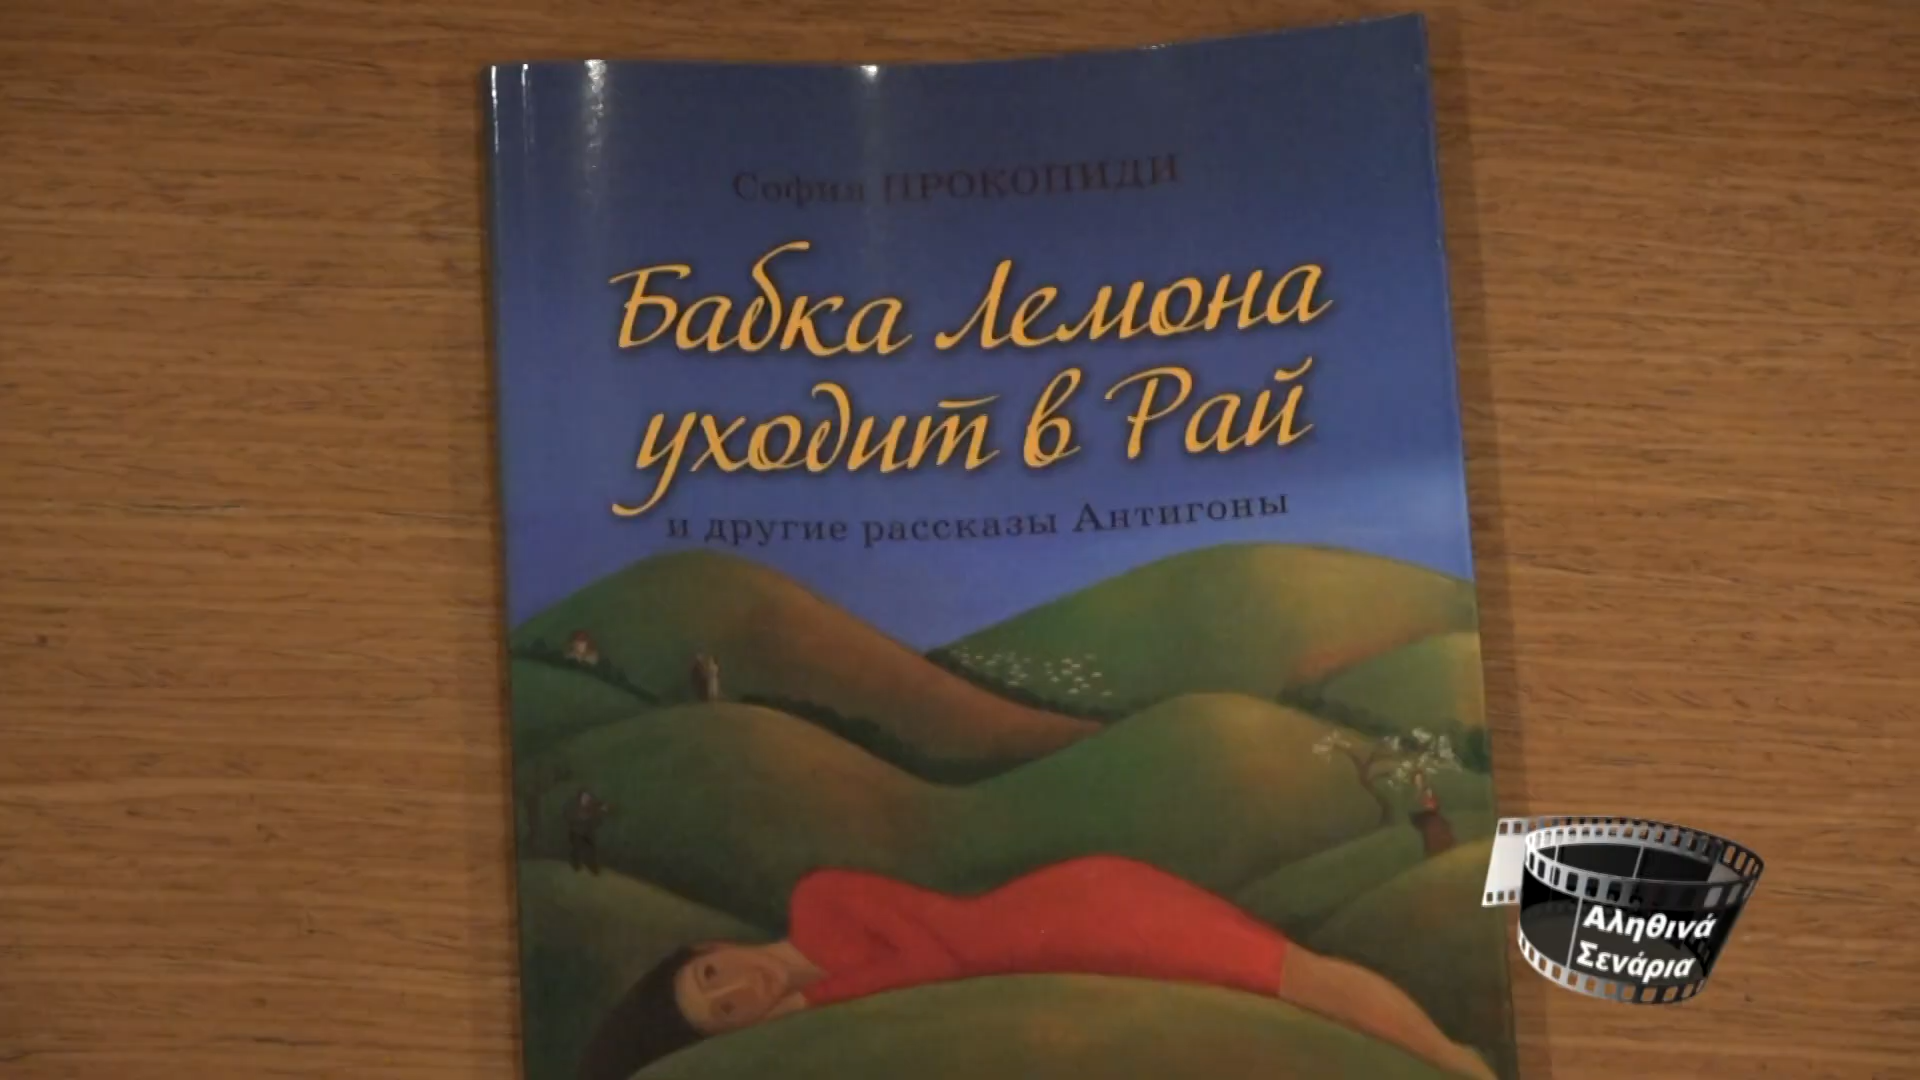 София ПРОКОПИДИ
Бабка Лемона
уходит в Рай
и другие рассказы Антигоны
Αληθινά
Σενάρια